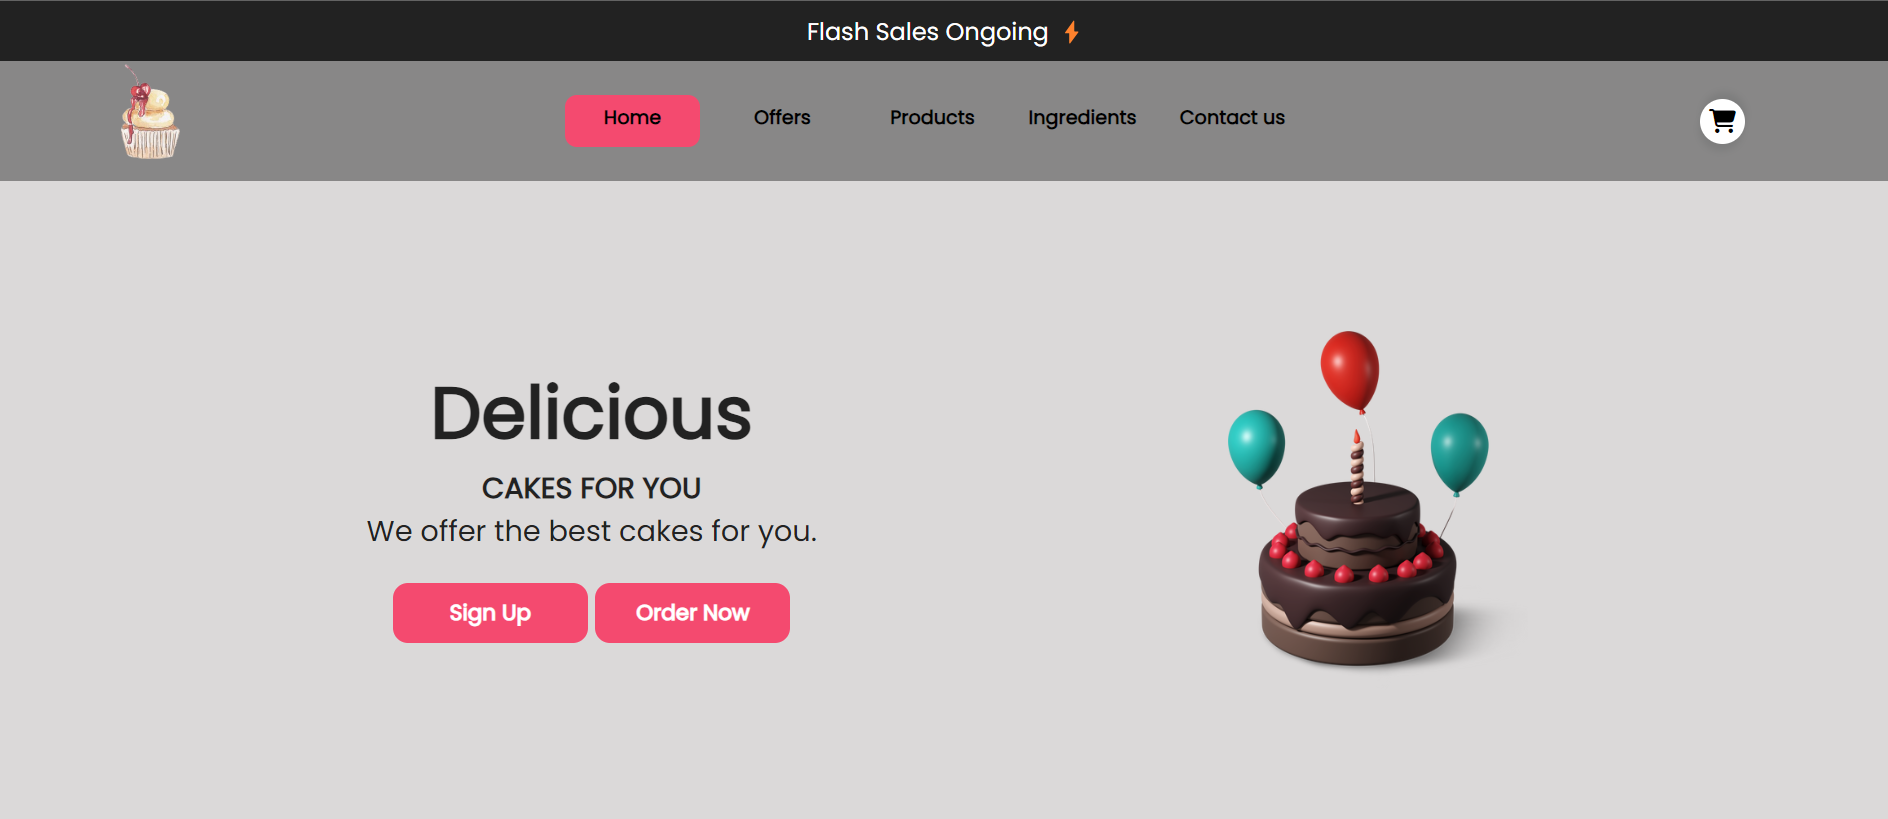 Flash Sales Ongoing
Home Offers Products Ingredients Contact us
Delicious
CAKES FOR YOU
We offer the best cakes for you.
Sign Up Order Now